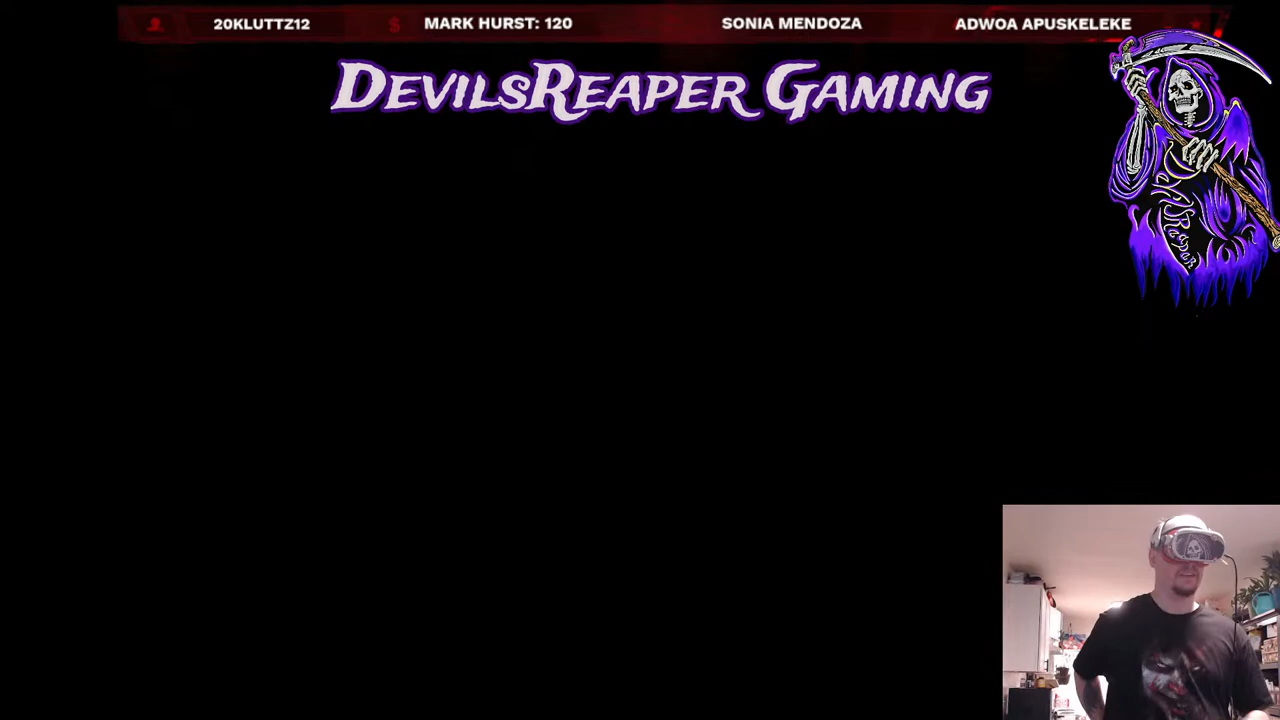 20KLUTTZ12
MARK HURST: 120
SONIA MENDOZA
ADWOA APUSKELEKE
DEVILSREAPER GAMING